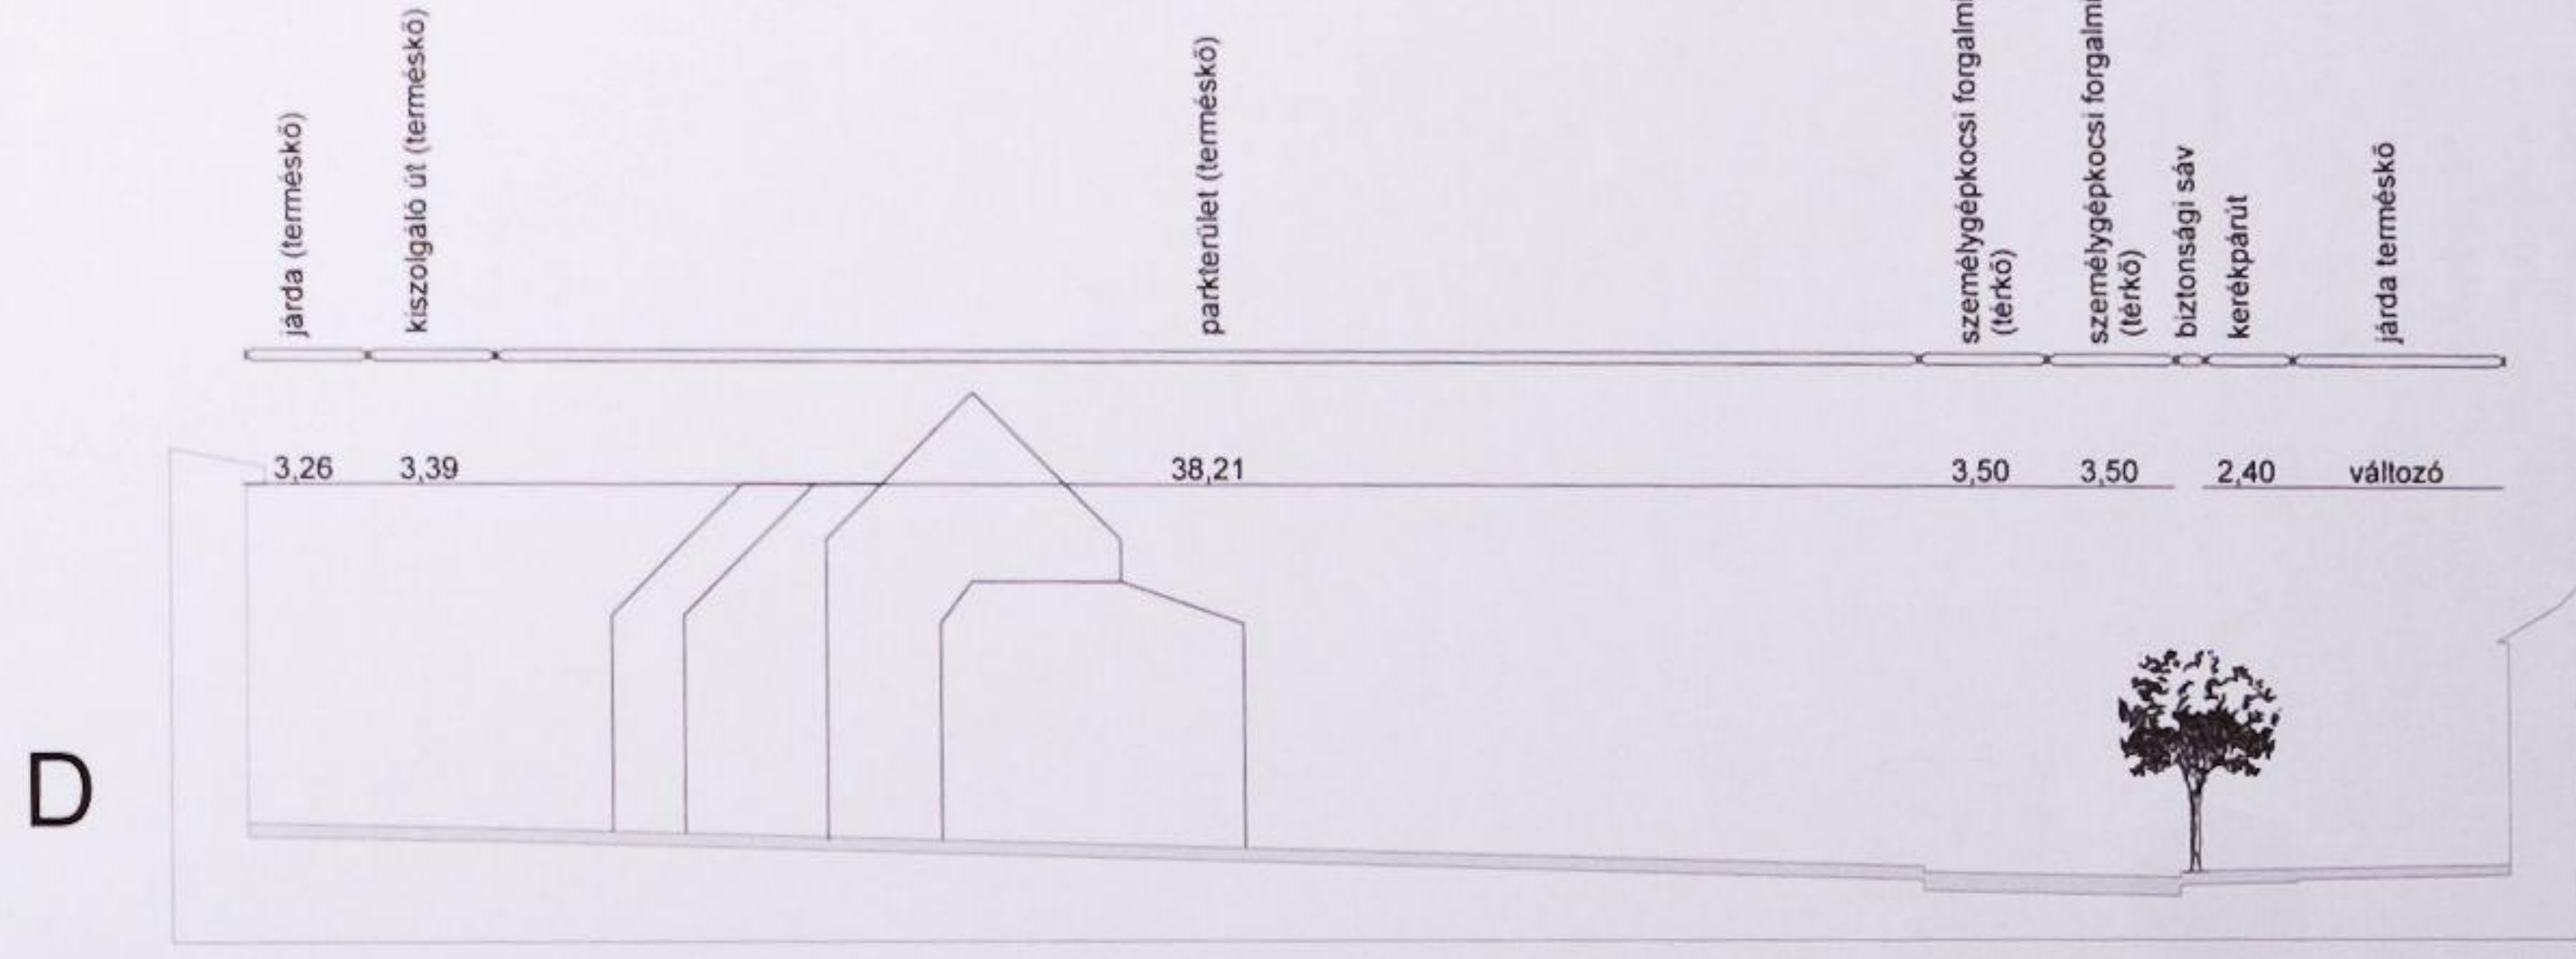 járda (terméskő)
kiszolgáló út (terméskő)
parkterület (terméskő)
személygépkocsi forgalmi
(térkő)
személygépkocsi forgalmi
(térkő)
biztonsági sáv
kerékpárút
járda terméskő
3,26
3,39
38,21
3,50
3,50
2,40
változó
D